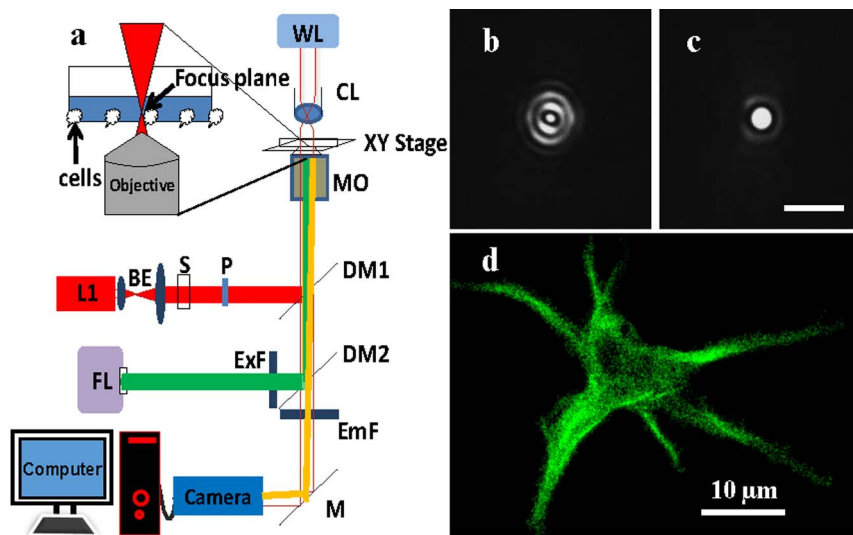 a
WL
b
c
Focus plane
CL
XY Stage
cells
Objective
MO
S
P
DM1
L1
BE
d
ExF
DM2
FL
EmF
Computer
Camera
M
10 µm